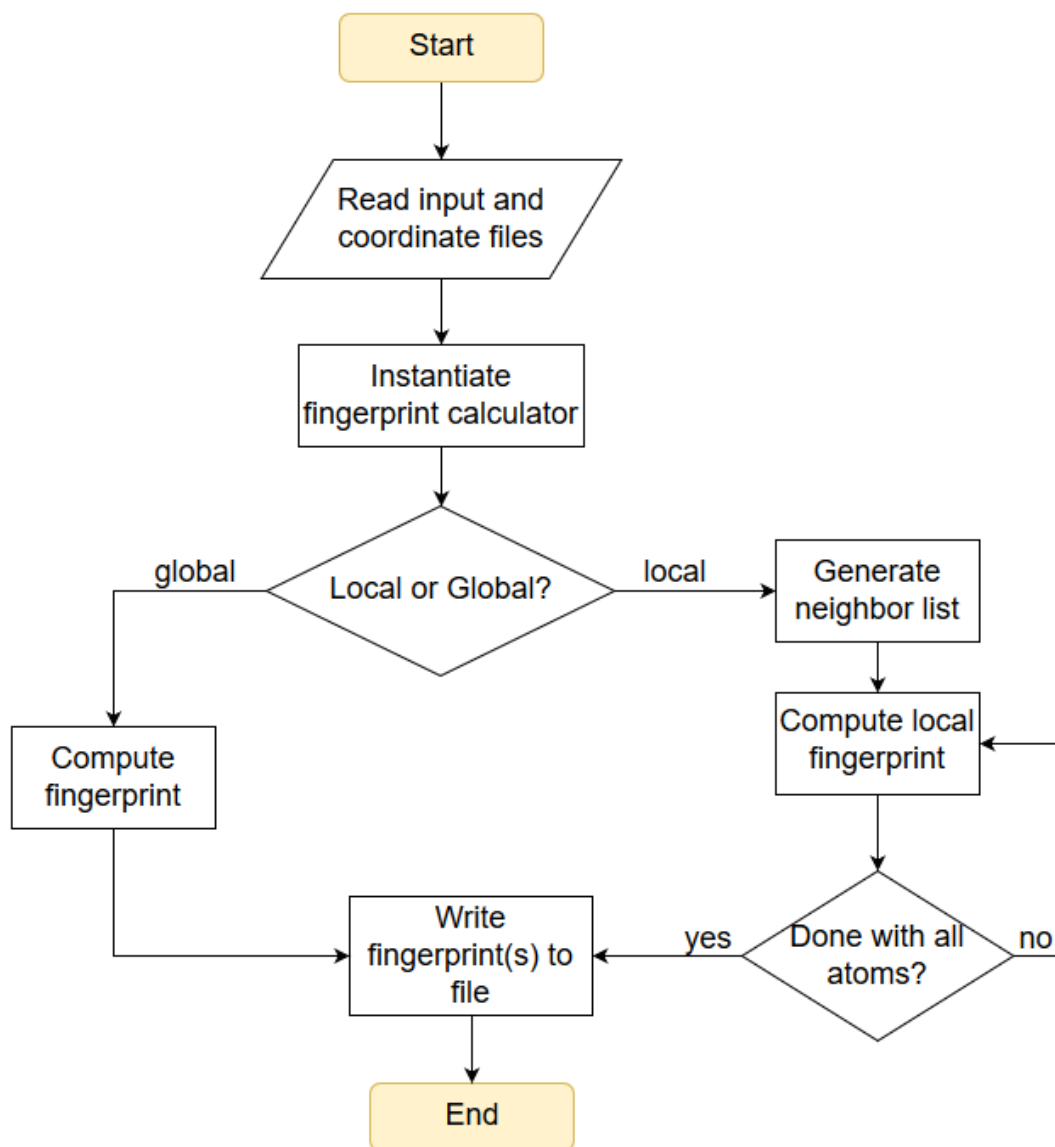 Start
Read input and
coordinate files
Instantiate
fingerprint calculator
global
Local or Global?
local
Generate
neighbor list
Compute local
fingerprint
Compute
fingerprint
Write
fingerprint(s) to
file
yes
Done with all
atoms?
no
End